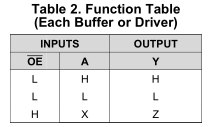 Table 2. Function Table
(Each Buffer or Driver)
INPUTS OUTPUT
OE A Y
L H H
L L L
H X Z